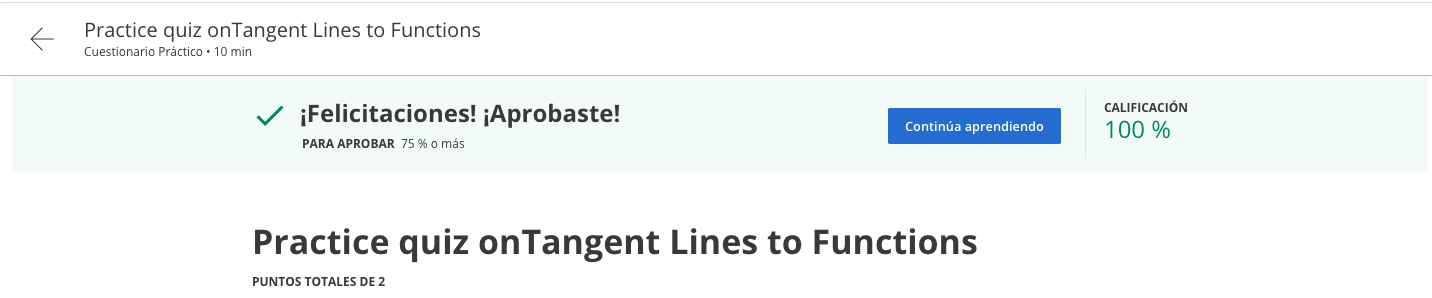 Practice quiz onTangent Lines to Functions
Cuestionario Práctico • 10 min
¡Felicitaciones! ¡Aprobaste!
PARA APROBAR 75 % o más
Continúa aprendiendo
CALIFICACIÓN
100 %
Practice quiz onTangent Lines to Functions
PUNTOS TOTALES DE 2